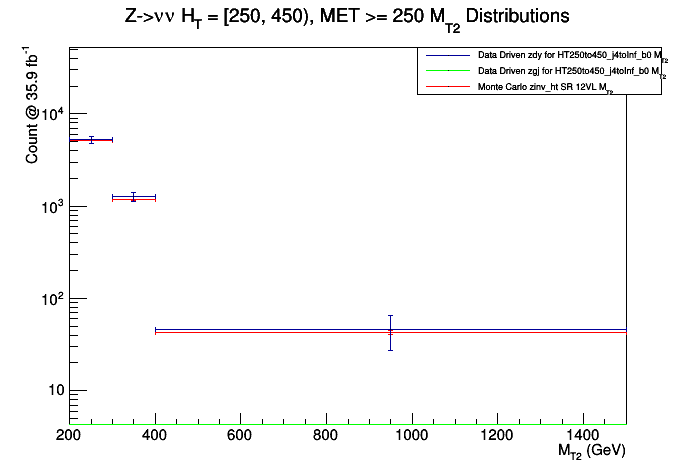 Z->νν H_T = [250, 450), MET >= 250 M_T2 Distributions
Data Driven zdy for HT250to450_j4toInf_b0 M_T2
Data Driven zgj for HT250to450_j4toInf_b0 M_T2
Monte Carlo zinv_ht SR 12VL M_T2
Count @ 35.9 fb^-1
10^4
10^3
10^2
10
200 400 600 800 1000 1200 1400
M_T2 (GeV)